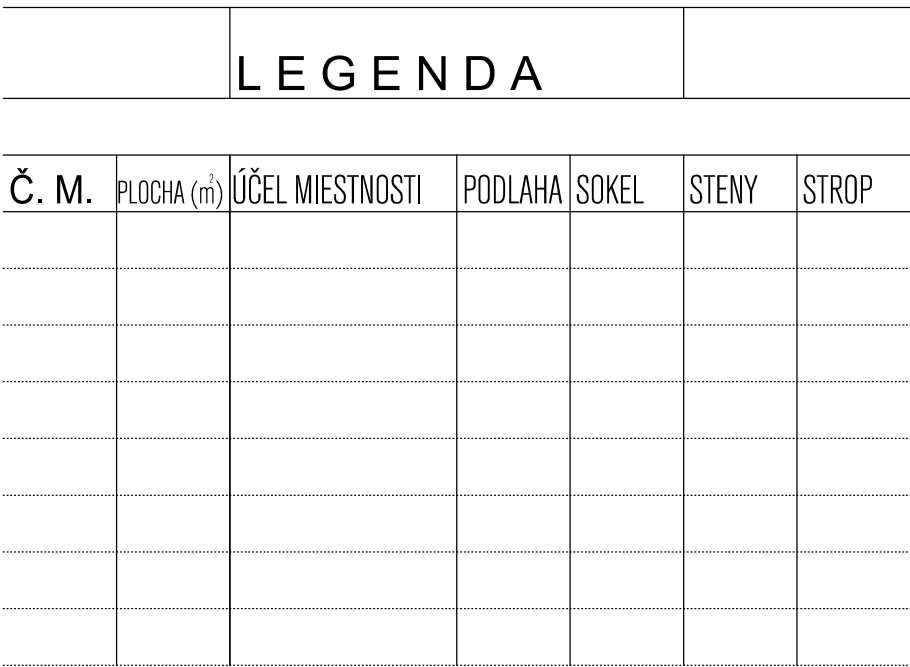 LEGENDA
Č. M. PLOCHA (m²) ÚČEL MIESTNOSTI PODLAHA SOKEL STENY STROP